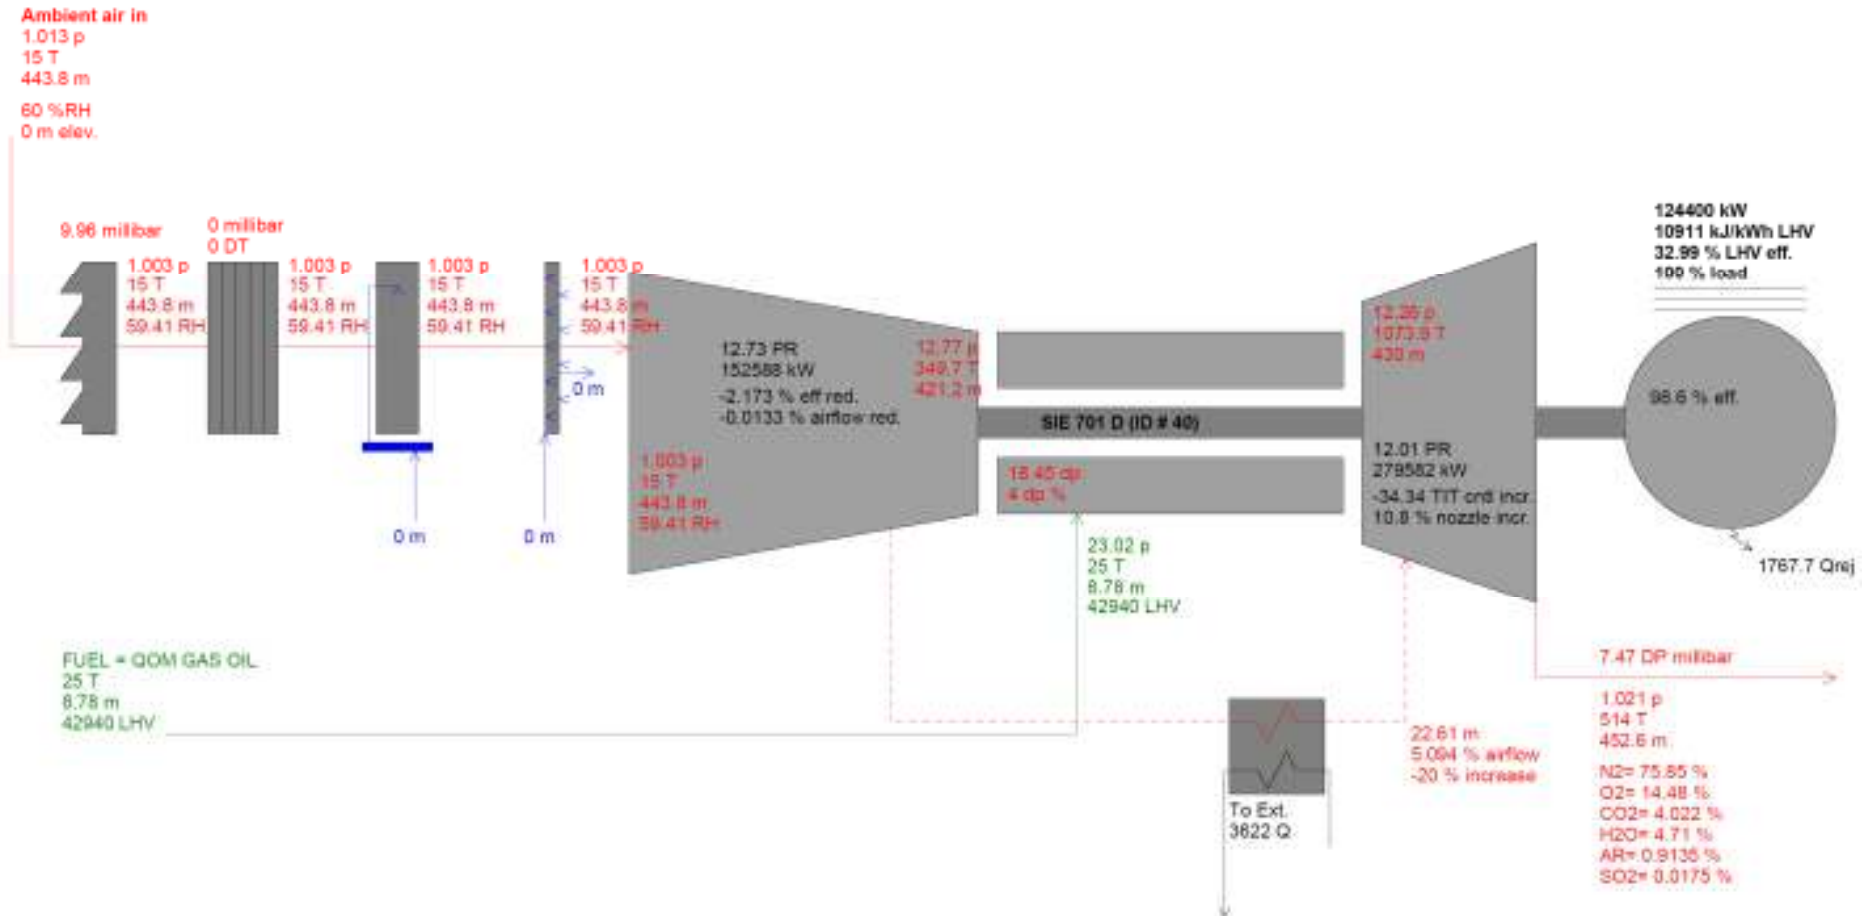 Ambient air in
1.013 p
15 T
443.8 m
60 %RH
0 m elev.
9.96 millibar
0 millibar
0 DT
1.003 p
15 T
443.8 m
59.41 RH
1.003 p
15 T
443.8 m
59.41 RH
1.003 p
15 T
443.8 m
59.41 RH
1.003 p
15 T
443.8 m
59.41 RH
0 m
0 m
0 m
12.73 PR
152588 kW
-2.173 % eff red.
-0.0133 % airflow red.
1.003 p
15 T
443.8 m
59.41 RH
12.77 p
349.7 T
421.2 m
SIE 701 D (ID # 40)
dp
4 dp %
23.02 p
25 T
8.78 m
42940 LHV
12.26 p
1073.9 T
430 m
12.01 PR
279582 kW
-34.34 TIT cntl incr.
10.8 % nozzle incr.
124400 kW
10911 kJ/kWh LHV
32.99 % LHV eff.
100 % load
98.6 % eff.
1767.7 Qrej
FUEL = QOM GAS OIL
25 T
8.78 m
42940 LHV
To Ext.
3622 Q
22.61 m
5.094 % airflow
-20 % increase
7.47 DP millibar
1.021 p
514 T
452.6 m
N2= 75.85 %
O2= 14.48 %
CO2= 4.022 %
H2O= 4.71 %
AR= 0.9135 %
SO2= 0.0175 %